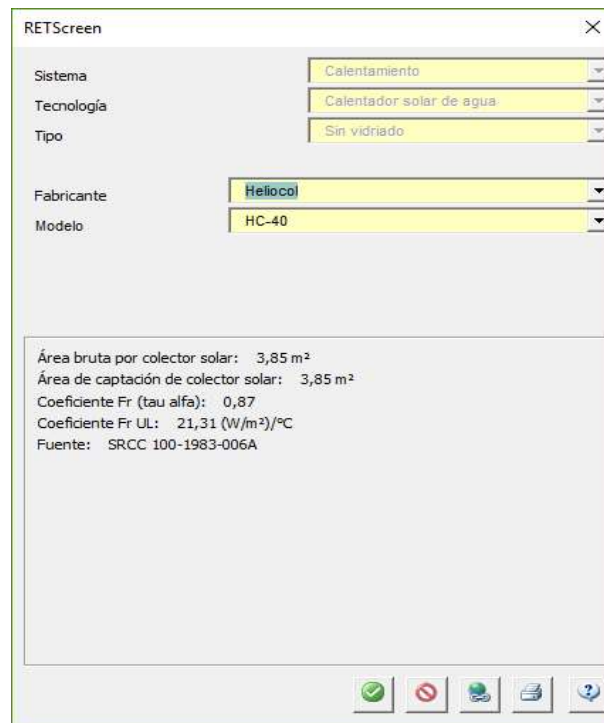 RETScreen
Sistema Calentamiento
Tecnología Calentador solar de agua
Tipo Sin vidriado
Fabricante Heliocol
Modelo HC-40
Área bruta por colector solar: 3,85 m²
Área de captación de colector solar: 3,85 m²
Coeficiente Fr (tau alfa): 0,87
Coeficiente Fr UL: 21,31 (W/m²)/°C
Fuente: SRCC 100-1983-006A